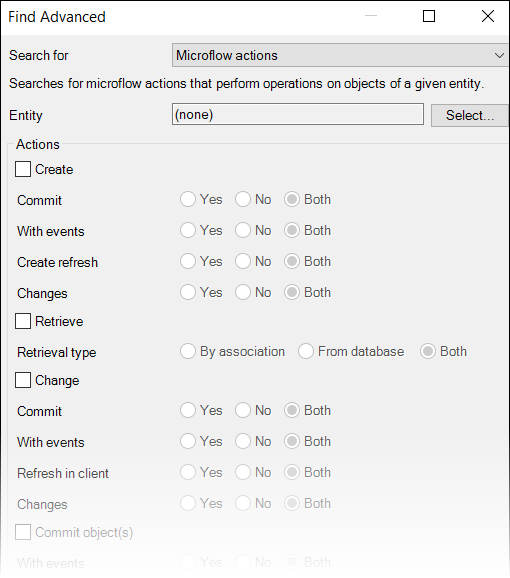 Find Advanced
Search for Microflow actions
Searches for microflow actions that perform operations on objects of a given entity.
Entity (none) Select...
Actions
Create
Commit Yes No Both
With events Yes No Both
Create refresh Yes No Both
Changes Yes No Both
Retrieve
Retrieval type By association From database Both
Change
Commit Yes No Both
With events Yes No Both
Refresh in client Yes No Both
Changes Yes No Both
Commit object(s)
With events Yes No Both